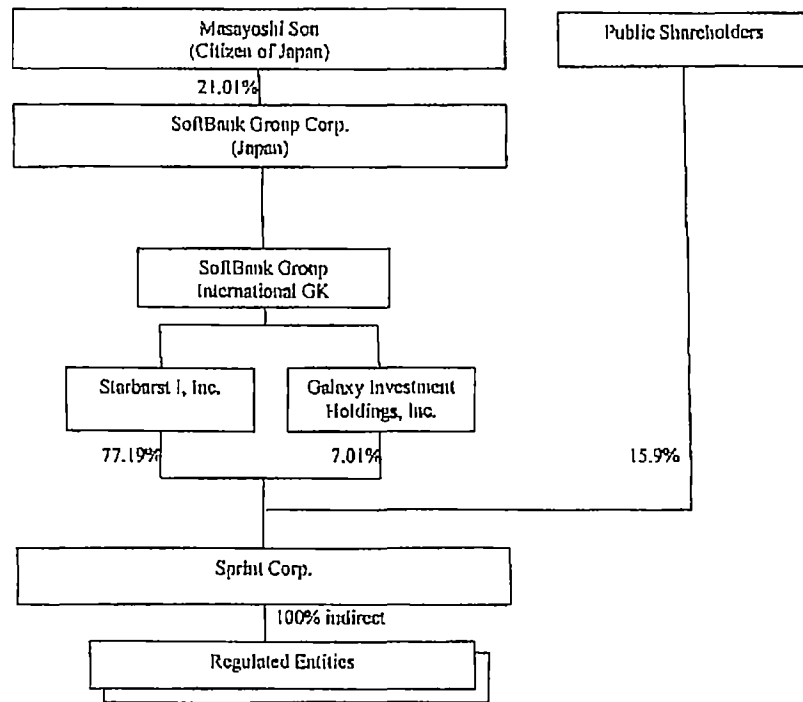 Masayoshi Son
(Citizen of Japan)
Public Shareholders
21.01%
SoftBank Group Corp.
(Japan)
SoftBank Group
International GK
Starburst I, Inc.
Galaxy Investment
Holdings, Inc.
77.19%
7.01%
15.9%
Sprint Corp.
100% indirect
Regulated Entities